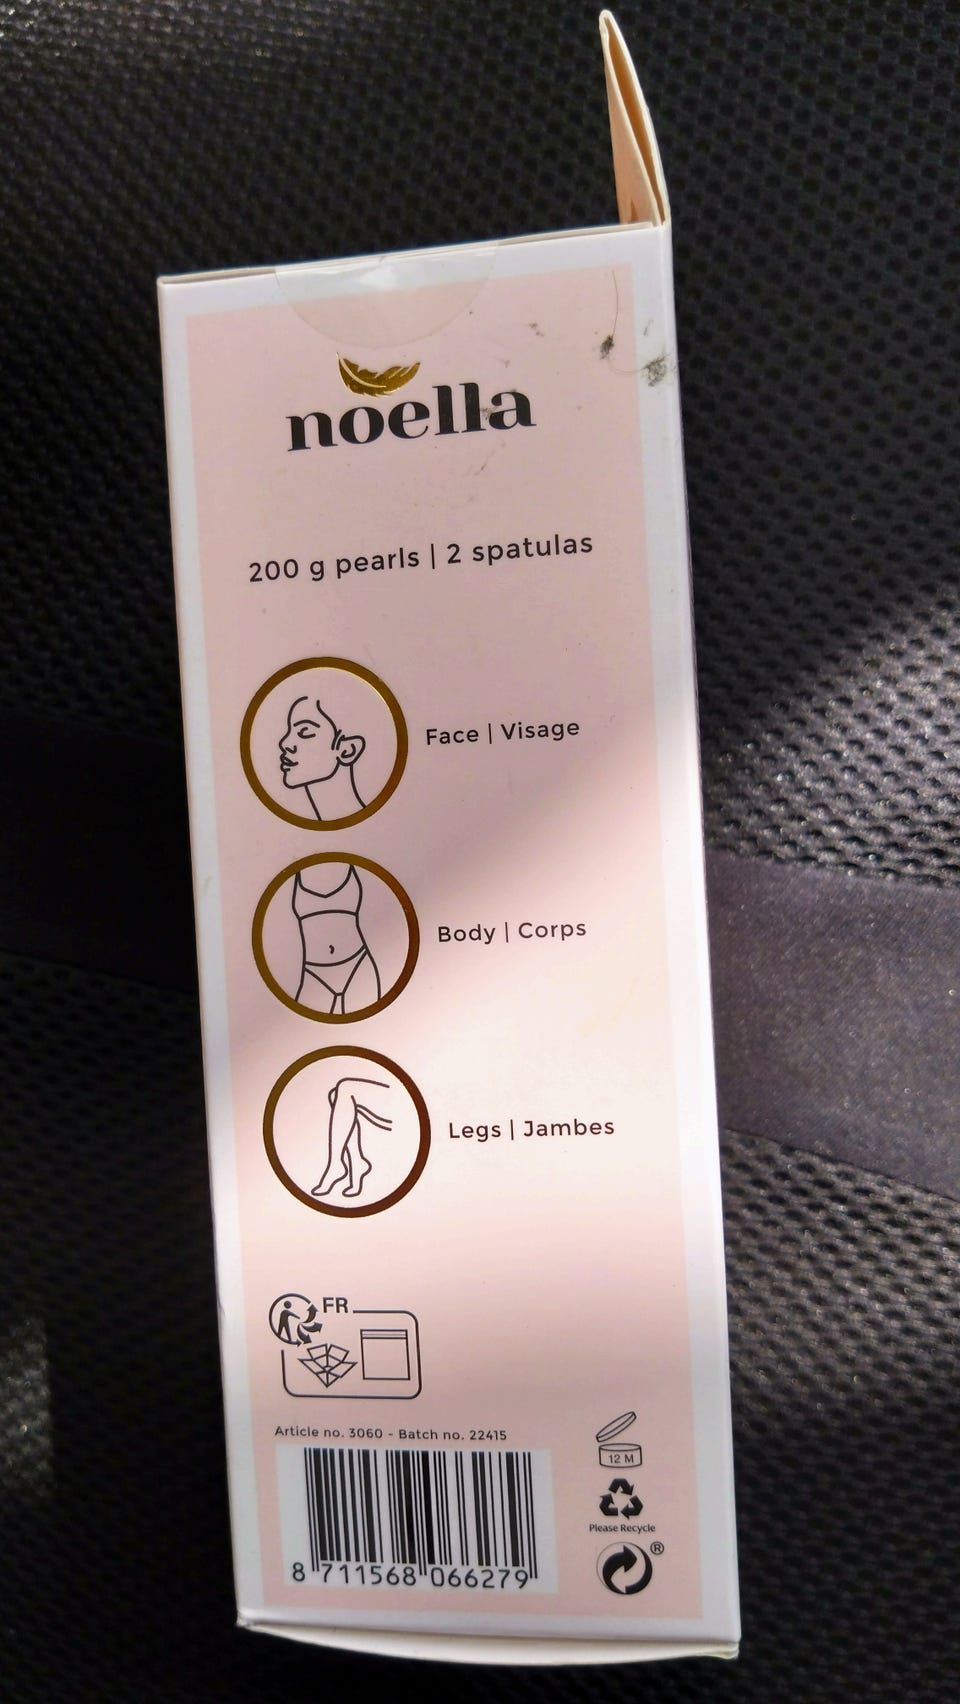 noella
200 g pearls | 2 spatulas
Face | Visage
Body | Corps
Legs | Jambes
FR
Article no. 3060 - Batch no. 22415
12 M
Please Recycle
®
8 711568 066279